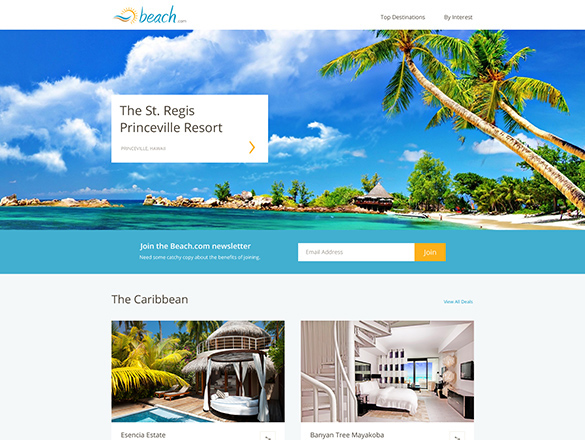 beach.com
Top Destinations
By Interest
The St. Regis
Princeville Resort
PRINCEVILLE, HAWAII
Join the Beach.com newsletter
Need some catchy copy about the benefits of joining.
Email Address
Join
The Caribbean
View All Deals
Esencia Estate
Banyan Tree Mayakoba